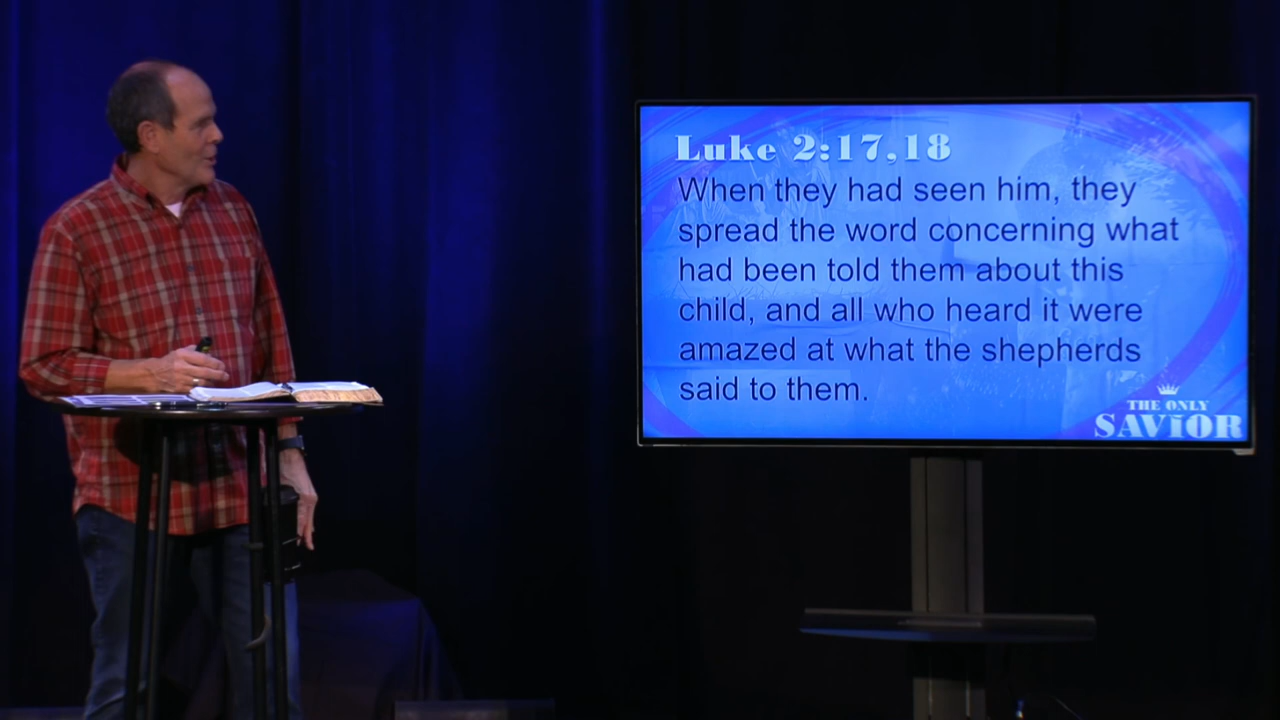 Luke 2:17,18
When they had seen him, they
spread the word concerning what
had been told them about this
child, and all who heard it were
amazed at what the shepherds
said to them.
THE ONLY
SAVIOR